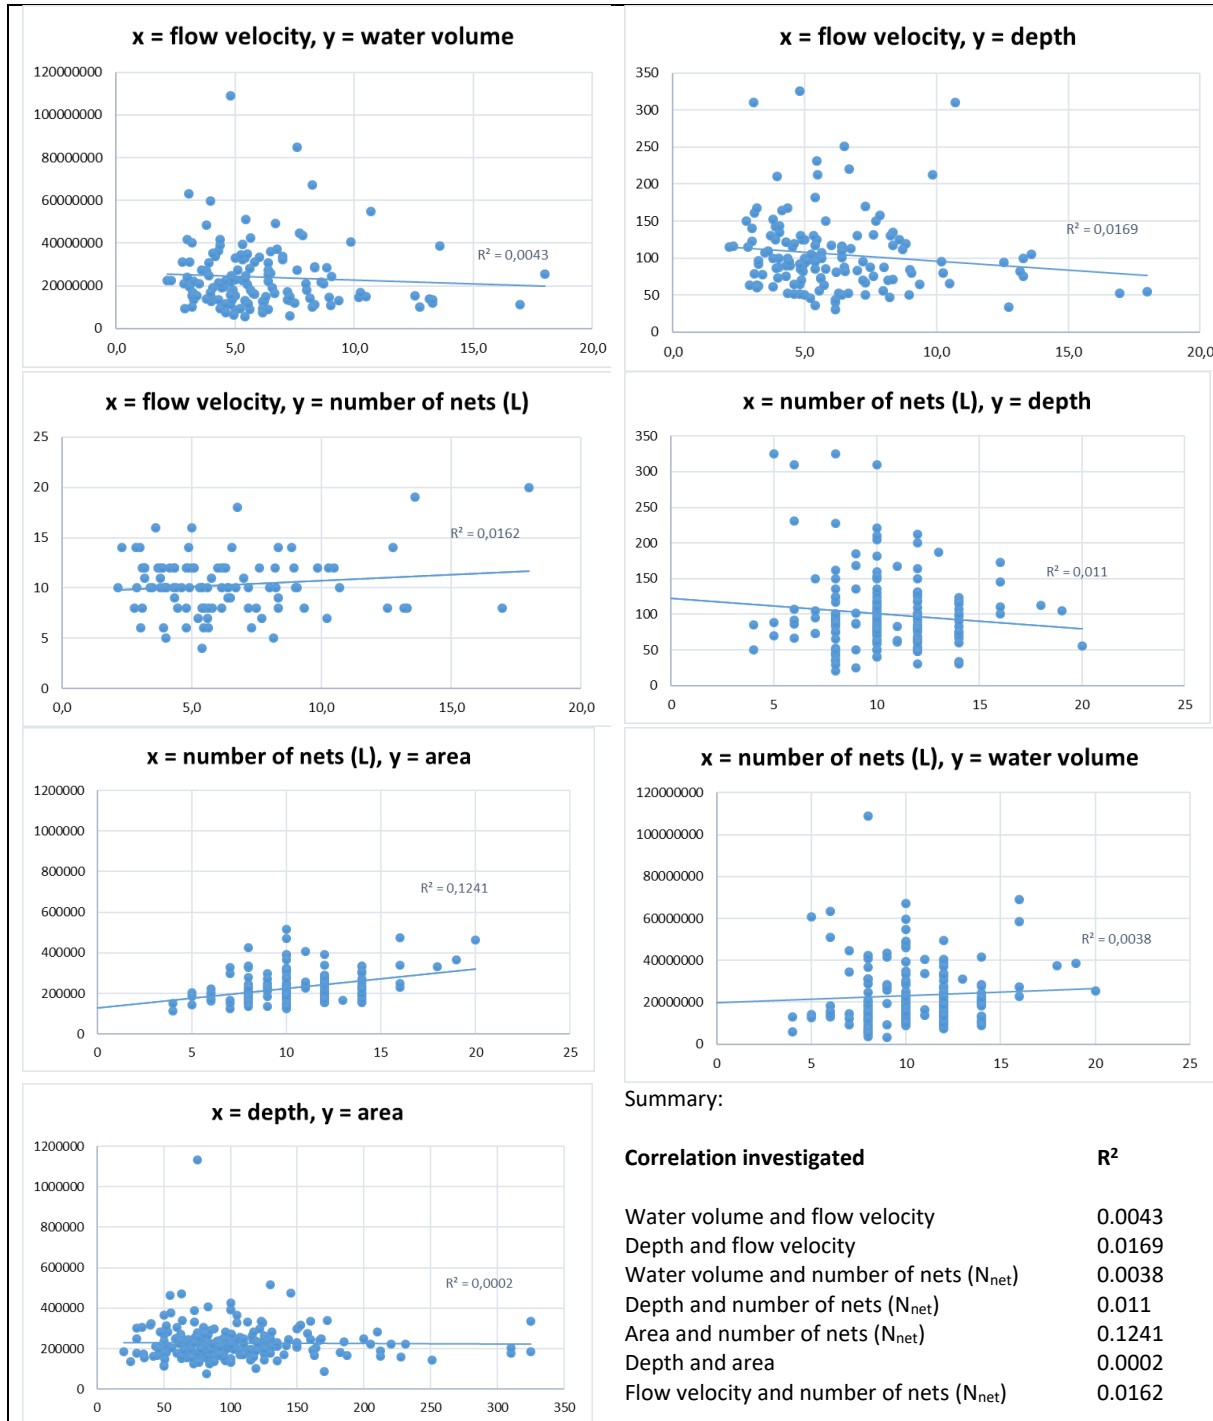 x = flow velocity, y = water volume
120000000
100000000
80000000
60000000
40000000
20000000
0
R² = 0,0043
0,0 5,0 10,0 15,0 20,0
x = flow velocity, y = depth
350
300
250
200
150
100
50
0
R² = 0,0169
0,0 5,0 10,0 15,0 20,0
x = flow velocity, y = number of nets (L)
25
20
15
10
5
0
R² = 0,0162
0,0 5,0 10,0 15,0 20,0
x = number of nets (L), y = depth
350
300
250
200
150
100
50
0
R² = 0,011
0 5 10 15 20 25
x = number of nets (L), y = area
1200000
1000000
800000
600000
400000
200000
0
R² = 0,1241
0 5 10 15 20 25
x = number of nets (L), y = water volume
120000000
100000000
80000000
60000000
40000000
20000000
0
R² = 0,0038
0 5 10 15 20 25
x = depth, y = area
1200000
1000000
800000
600000
400000
200000
0
R² = 0,0002
0 50 100 150 200 250 300 350
Summary:
Correlation investigated R²
Water volume and flow velocity 0.0043
Depth and flow velocity 0.0169
Water volume and number of nets (Nnet) 0.0038
Depth and number of nets (Nnet) 0.011
Area and number of nets (Nnet) 0.1241
Depth and area 0.0002
Flow velocity and number of nets (Nnet) 0.0162